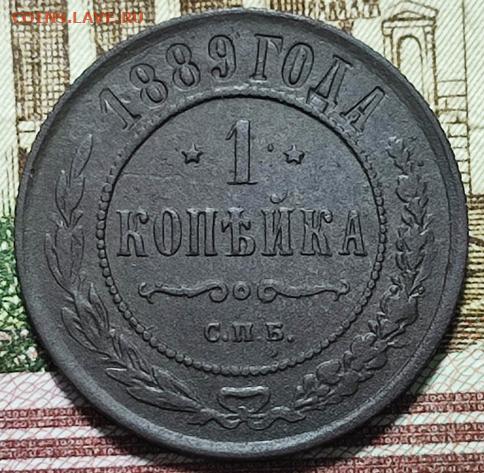 COINS.LAVE.RU
1889 ГОДА
1
КОПѢЙКА
С.П.Б.